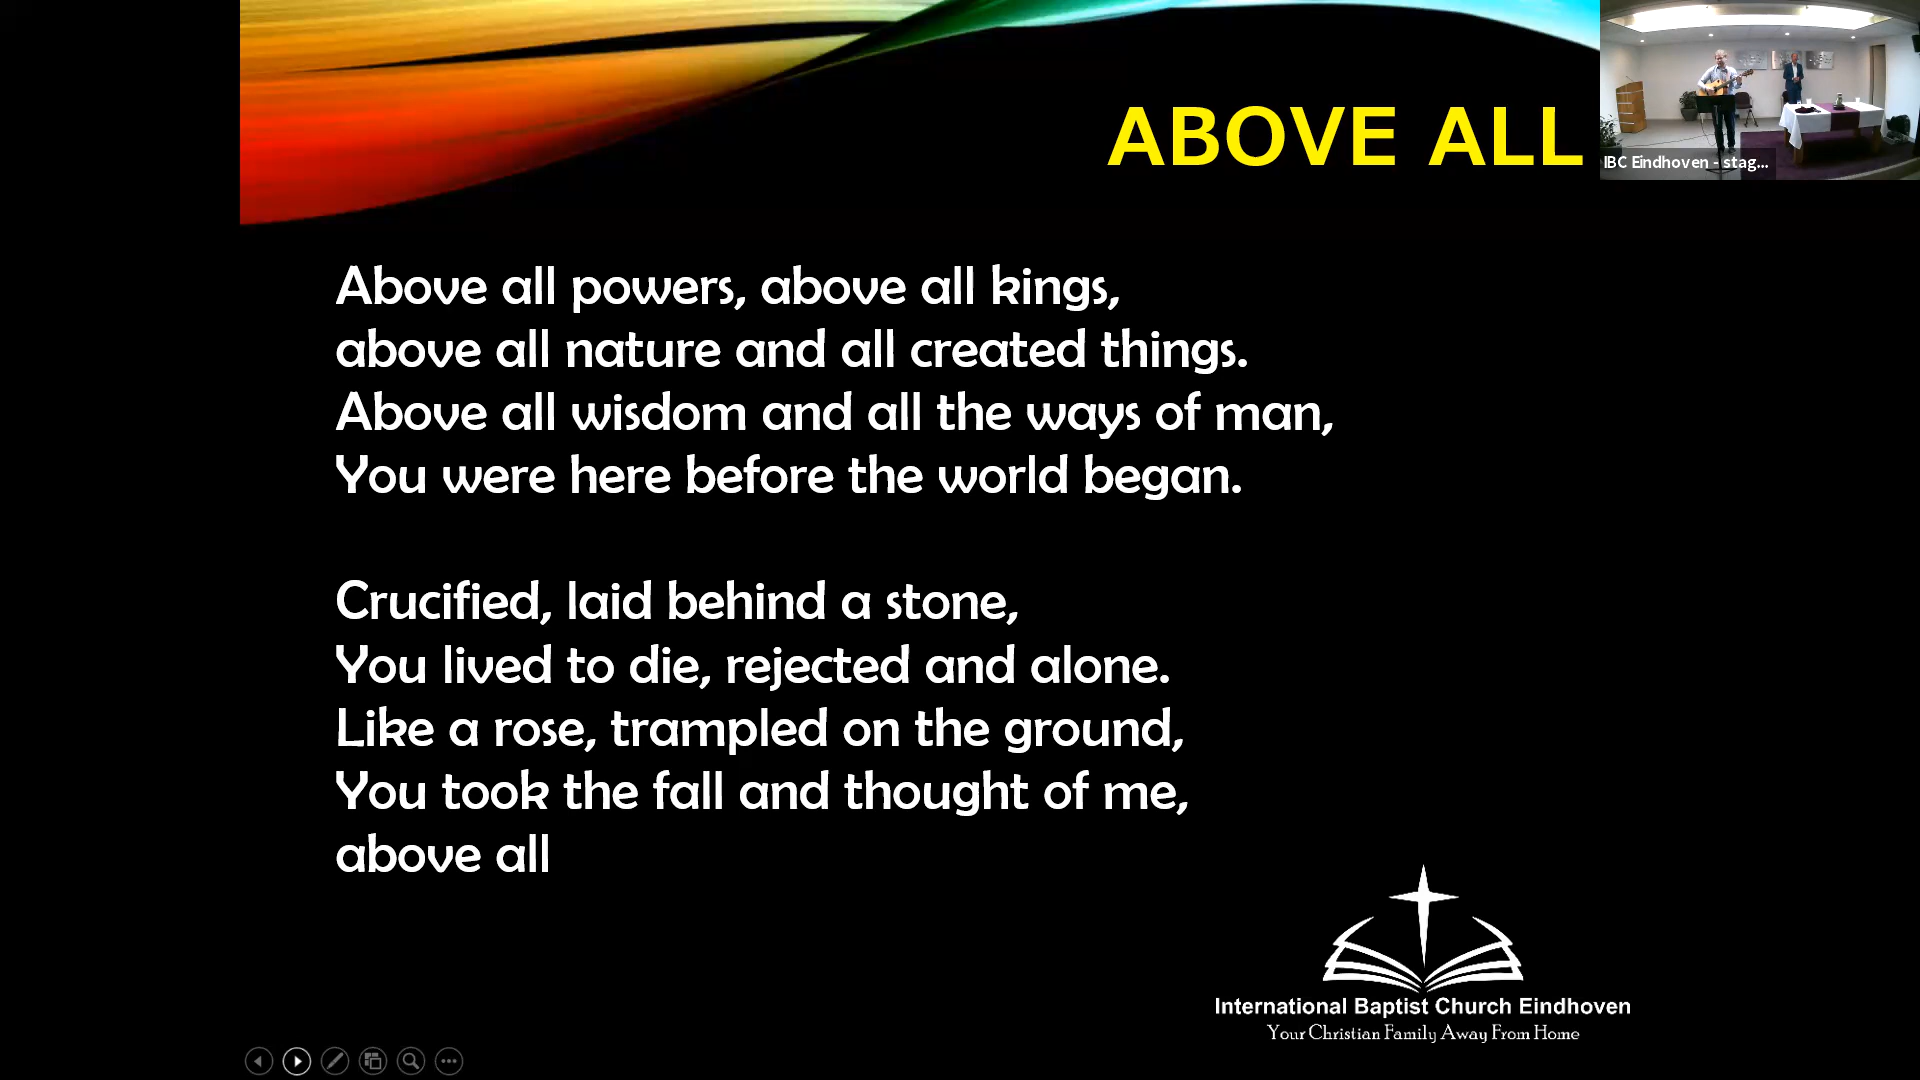 ABOVE ALL
IBC Eindhoven - stag...
Above all powers, above all kings,
above all nature and all created things.
Above all wisdom and all the ways of man,
You were here before the world began.
Crucified, laid behind a stone,
You lived to die, rejected and alone.
Like a rose, trampled on the ground,
You took the fall and thought of me,
above all
International Baptist Church Eindhoven
Your Christian Family Away From Home